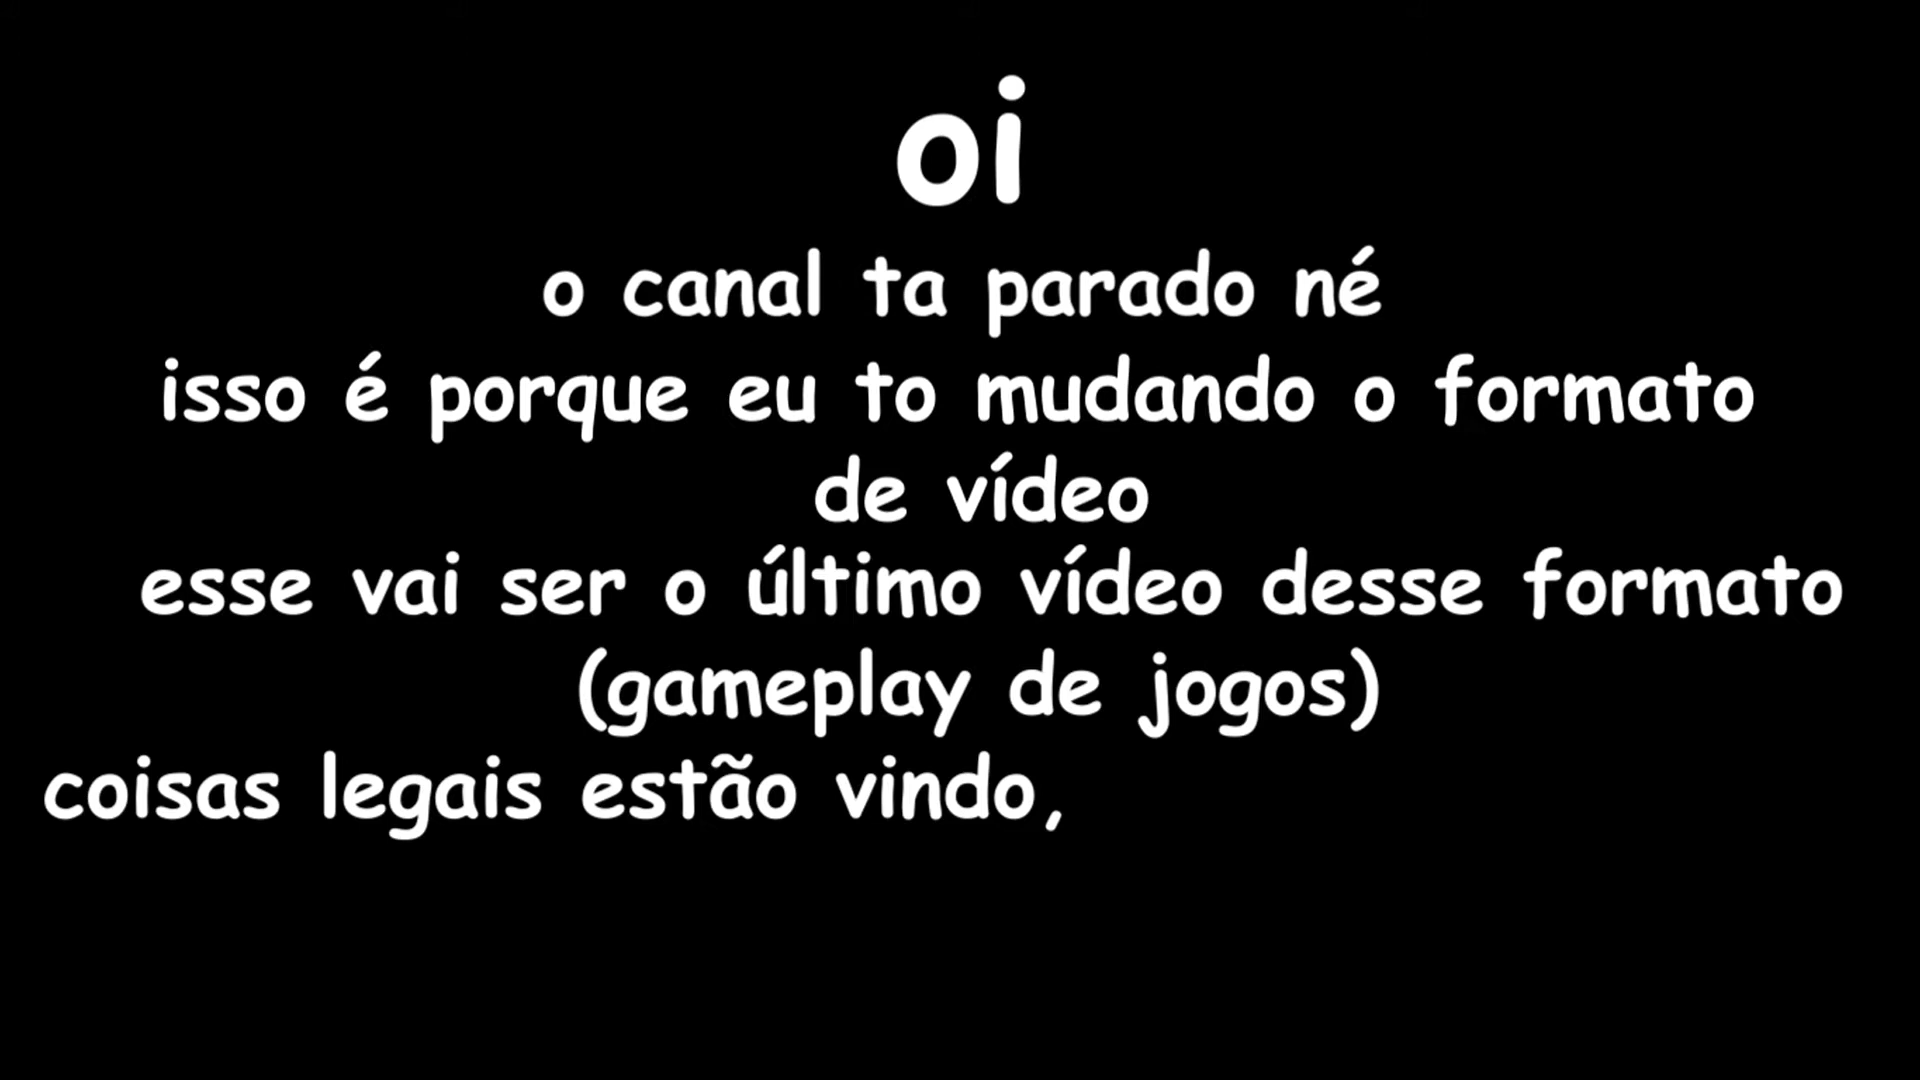 oi
o canal ta parado né
isso é porque eu to mudando o formato
de vídeo
esse vai ser o último vídeo desse formato
(gameplay de jogos)
coisas legais estão vindo,